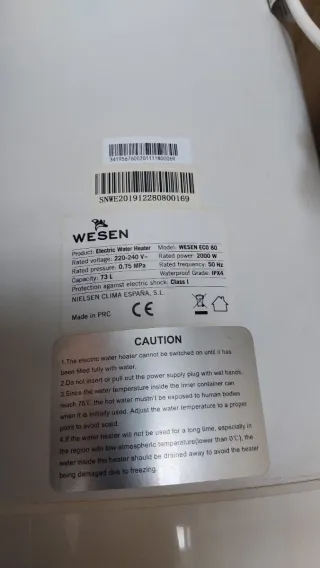 3419567600201111800069
SNWE201912280800169
WESEN
Product: Electric Water Heater Model: WESEN ECO 80
Rated voltage: 220-240 V~ Rated power: 2000 W
Rated pressure: 0.75 MPa Rated frequency: 50 Hz
Capacity: 73 L Waterproof Grade: IPX4
Protection against electric shock: Class I
NIELSEN CLIMA ESPAÑA, S.L.
Made in PRC CE
CAUTION
1.The electric water heater cannot be switched on until it has
been filled fully with water.
2.Do not insert or pull out the power supply plug with wet hands.
3.Since the water temperature inside the inner container can
reach 75℃, the hot water mustn't be exposed to human bodies
when it is initially used. Adjust the water temperature to a proper
point to avoid scald.
4.If the water heater will not be used for a long time, especially in
the region with low atmospheric temperature(lower than 0℃), the
water inside the heater should be drained away to avoid the heater
being damaged due to freezing.